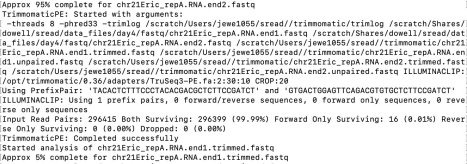 Approx 95% complete for chr21Eric_repA.RNA.end2.fastq
TrimmomaticPE: Started with arguments:
-threads 8 -phred33 -trimlog /scratch/Users/jewe1055/sread//trimmomatic/trimlog /scratch/Shares/
dowell/sread/data_files/day4/fastq/chr21Eric_repA.RNA.end1.fastq /scratch/Shares/dowell/sread/dat
a_files/day4/fastq/chr21Eric_repA.RNA.end2.fastq /scratch/Users/jewe1055/sread//trimmomatic/chr21
Eric_repA.RNA.end1.trimmed.fastq /scratch/Users/jewe1055/sread//trimmomatic/chr21Eric_repA.RNA.en
d1.unpaired.fastq /scratch/Users/jewe1055/sread//trimmomatic/chr21Eric_repA.RNA.end2.trimmed.fast
q /scratch/Users/jewe1055/sread//trimmomatic/chr21Eric_repA.RNA.end2.unpaired.fastq ILLUMINACLIP:
/opt/trimmomatic/0.36/adapters/TruSeq3-PE.fa:2:30:10 CROP:20
Using PrefixPair: 'TACACTCTTTCCCTACACGACGCTCTTCCGATCT' and 'GTGACTGGAGTTCAGACGTGTGCTCTTCCGATCT'
ILLUMINACLIP: Using 1 prefix pairs, 0 forward/reverse sequences, 0 forward only sequences, 0 reve
rse only sequences
Input Read Pairs: 296415 Both Surviving: 296399 (99.99%) Forward Only Surviving: 16 (0.01%) Rever
se Only Surviving: 0 (0.00%) Dropped: 0 (0.00%)
TrimmomaticPE: Completed successfully
Started analysis of chr21Eric_repA.RNA.end1.trimmed.fastq
Approx 5% complete for chr21Eric_repA.RNA.end1.trimmed.fastq